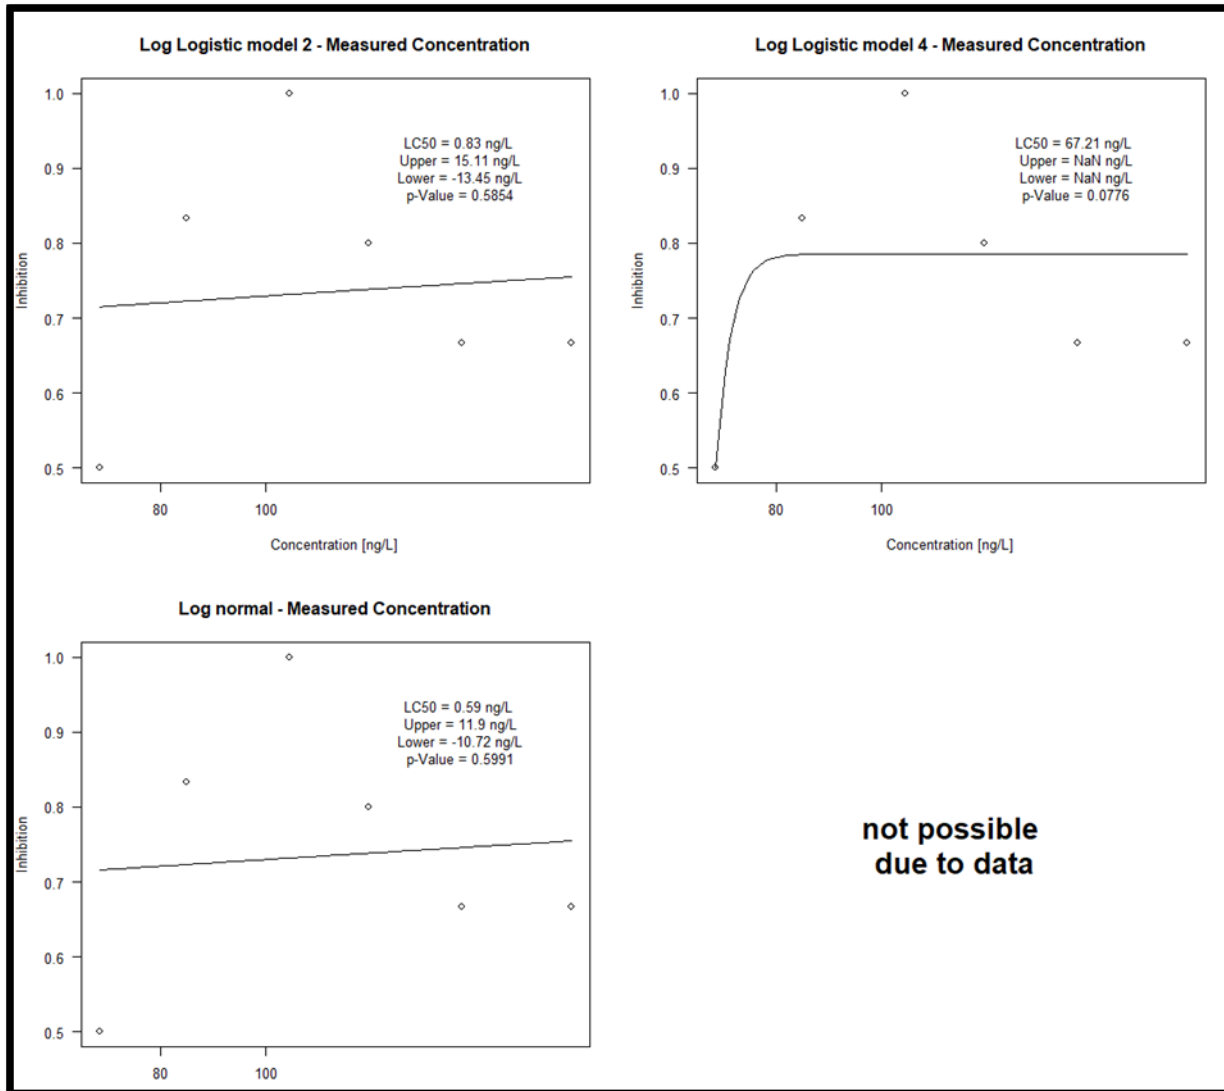 Log Logistic model 2 - Measured Concentration
1.0
0.9
0.8
0.7
0.6
0.5
Inhibition
LC50 = 0.83 ng/L
Upper = 15.11 ng/L
Lower = -13.45 ng/L
p-Value = 0.5854
80 100
Concentration [ng/L]
Log Logistic model 4 - Measured Concentration
1.0
0.9
0.8
0.7
0.6
0.5
Inhibition
LC50 = 67.21 ng/L
Upper = NaN ng/L
Lower = NaN ng/L
p-Value = 0.0776
80 100
Concentration [ng/L]
Log normal - Measured Concentration
1.0
0.9
0.8
0.7
0.6
0.5
Inhibition
LC50 = 0.59 ng/L
Upper = 11.9 ng/L
Lower = -10.72 ng/L
p-Value = 0.5991
80 100
not possible
due to data